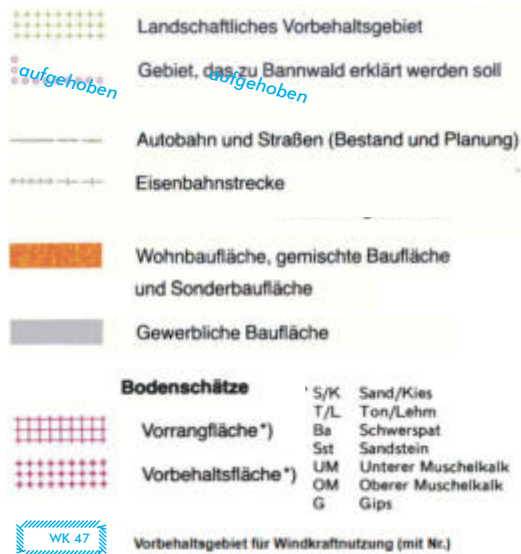 Landschaftliches Vorbehaltsgebiet
Gebiet, das zu Bannwald erklärt werden soll
aufgehoben
aufgehoben
Autobahn und Straßen (Bestand und Planung)
Eisenbahnstrecke
Wohnbaufläche, gemischte Baufläche
und Sonderbaufläche
Gewerbliche Baufläche
Bodenschätze
Vorrangfläche*)
Vorbehaltsfläche*)
S/K Sand/Kies
T/L Ton/Lehm
Ba Schwerspat
Sst Sandstein
UM Unterer Muschelkalk
OM Oberer Muschelkalk
G Gips
WK 47
Vorbehaltsgebiet für Windkraftnutzung (mit Nr.)